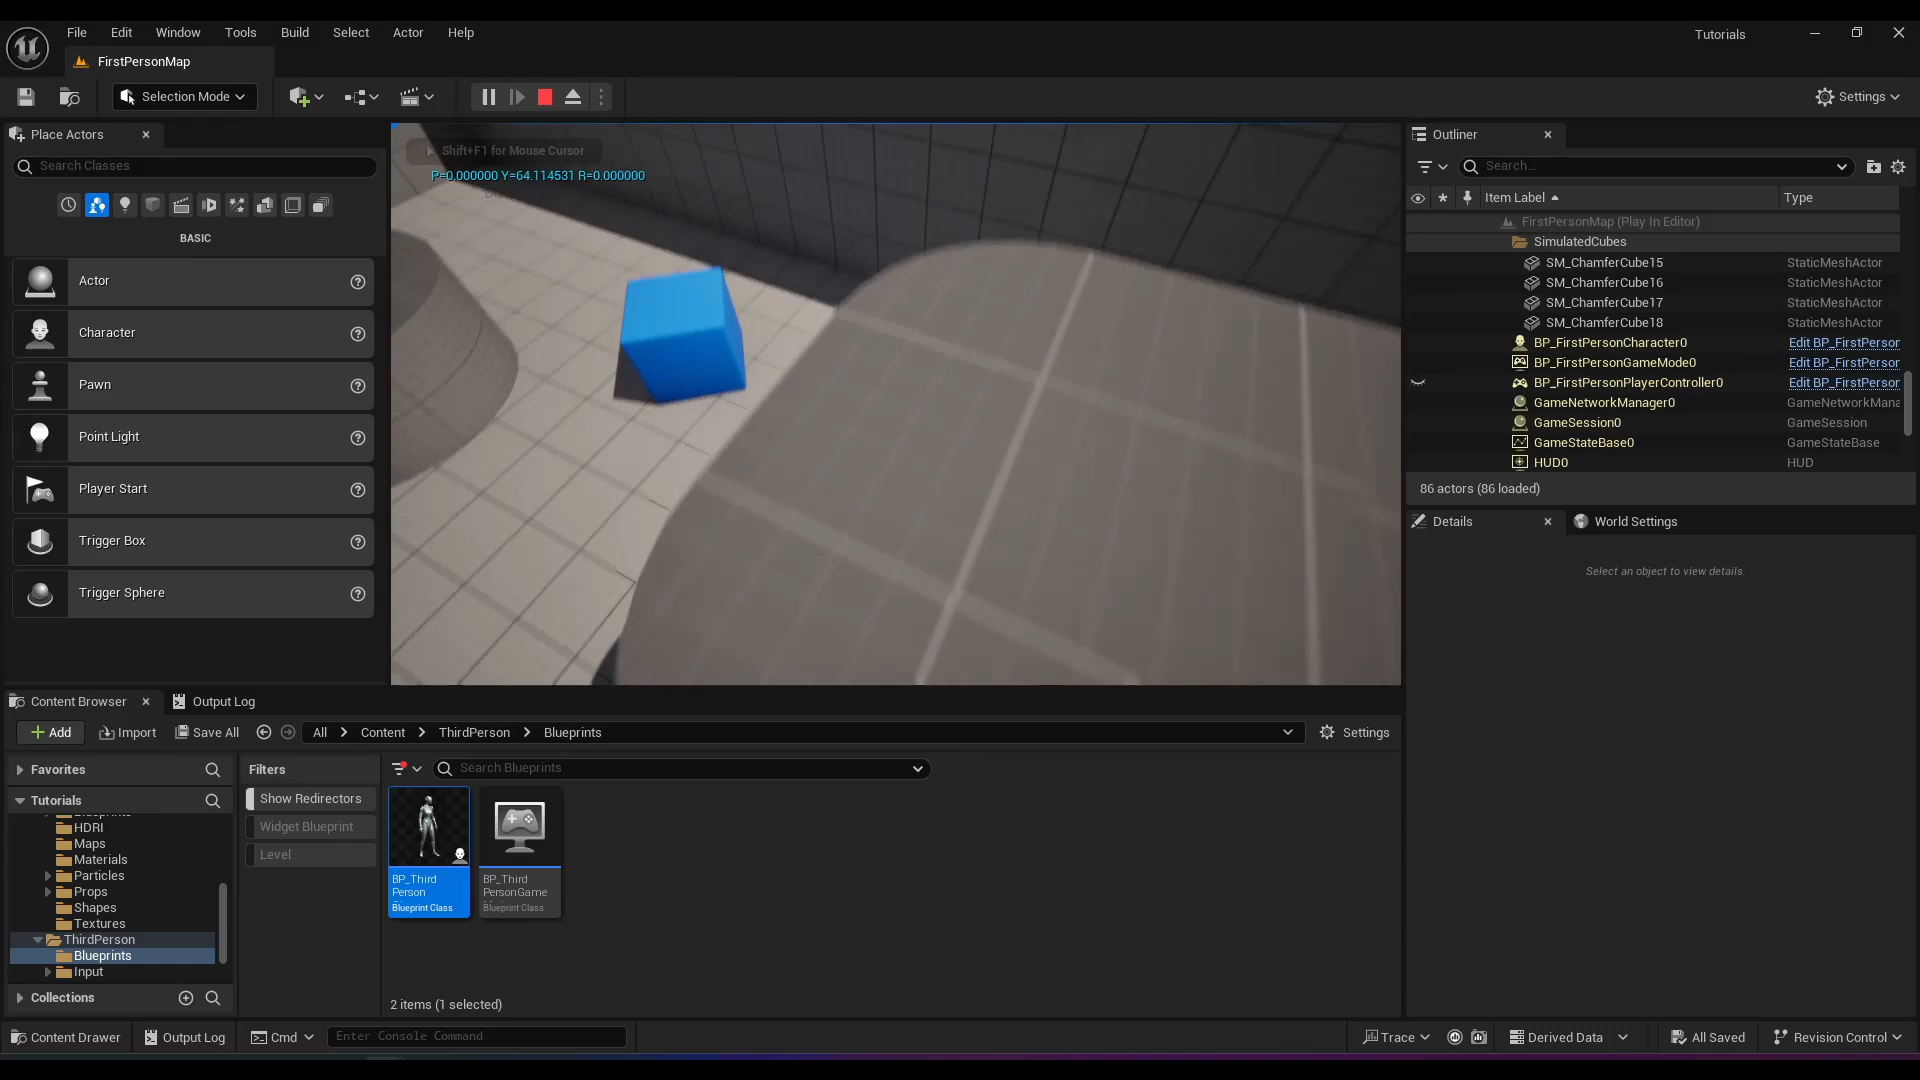 File Edit Window Tools Build Select Actor Help
Tutorials
FirstPersonMap
Selection Mode
Settings
Place Actors
Search Classes
BASIC
Actor
Character
Pawn
Point Light
Player Start
Trigger Box
Trigger Sphere
Shift+F1 for Mouse Cursor
P=0.000000 Y=64.114531 R=0.000000
Outliner
Search...
Item Label Type
FirstPersonMap (Play In Editor)
SimulatedCubes
SM_ChamferCube15 StaticMeshActor
SM_ChamferCube16 StaticMeshActor
SM_ChamferCube17 StaticMeshActor
SM_ChamferCube18 StaticMeshActor
BP_FirstPersonCharacter0 Edit BP_FirstPerson
BP_FirstPersonGameMode0 Edit BP_FirstPerson
BP_FirstPersonPlayerController0 Edit BP_FirstPerson
GameNetworkManager0 GameNetworkMana
GameSession0 GameSession
GameStateBase0 GameStateBase
HUD0 HUD
86 actors (86 loaded)
Details World Settings
Select an object to view details.
Content Browser Output Log
Add Import Save All All Content ThirdPerson Blueprints Settings
Favorites
Tutorials
HDRI
Maps
Materials
Particles
Props
Shapes
Textures
ThirdPerson
Blueprints
Input
Collections
Filters
Show Redirectors
Widget Blueprint
Level
Search Blueprints
BP_Third
Person
Blueprint Class
BP_Third
PersonGame
Blueprint Class
2 items (1 selected)
Content Drawer Output Log Cmd Enter Console Command Trace Derived Data All Saved Revision Control